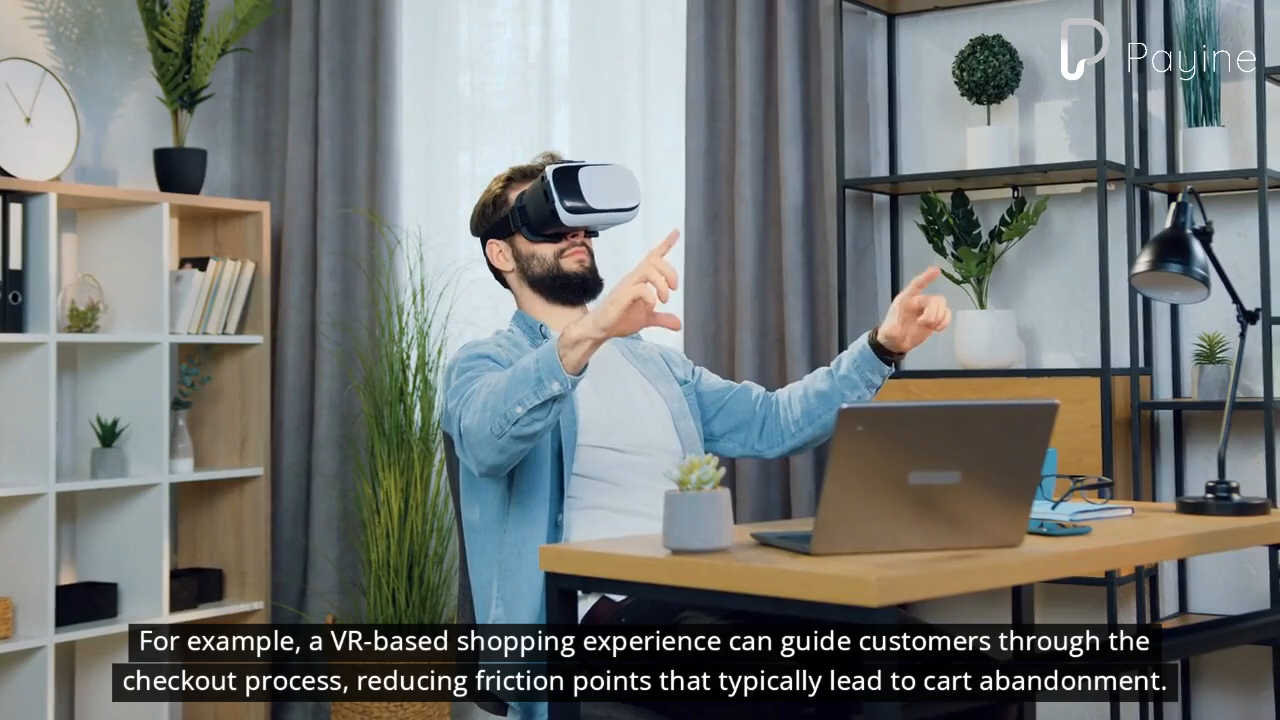 Payine
For example, a VR-based shopping experience can guide customers through the
checkout process, reducing friction points that typically lead to cart abandonment.